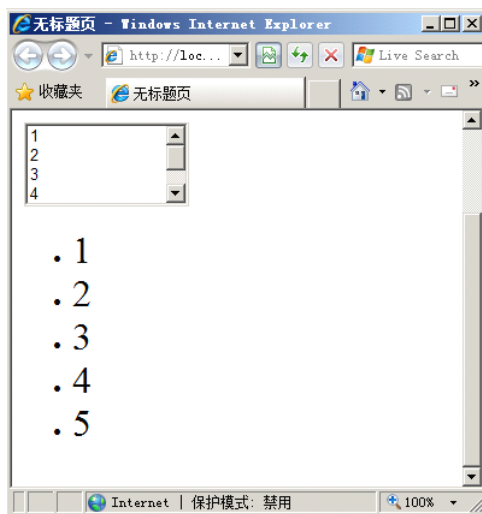 无标题页 - Windows Internet Explorer
http://loc... Live Search
收藏夹 无标题页 »
1
2
3
4
. 1
. 2
. 3
. 4
. 5
Internet | 保护模式: 禁用 100%